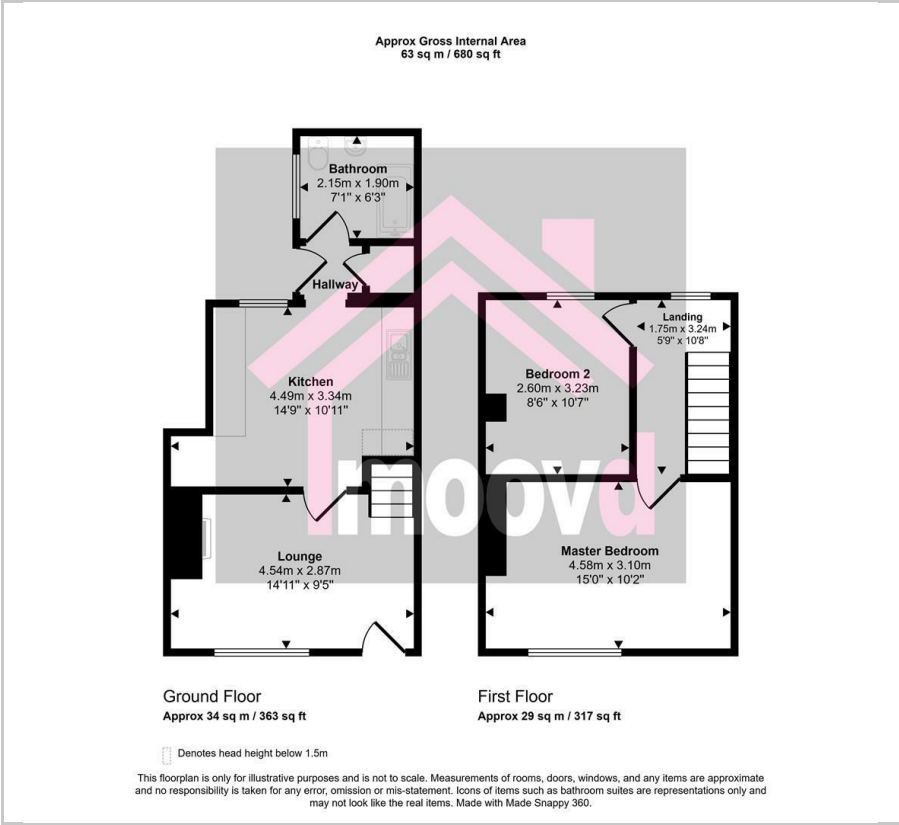 Approx Gross Internal Area
63 sq m / 680 sq ft
Bathroom
2.15m x 1.90m
7'1" x 6'3"
Hallway
Kitchen
4.49m x 3.34m
14'9" x 10'11"
Lounge
4.54m x 2.87m
14'11" x 9'5"
Landing
1.75m x 3.24m
5'9" x 10'8"
Bedroom 2
2.60m x 3.23m
8'6" x 10'7"
Master Bedroom
4.58m x 3.10m
15'0" x 10'2"
moovd
Ground Floor
Approx 34 sq m / 363 sq ft
First Floor
Approx 29 sq m / 317 sq ft
Denotes head height below 1.5m
This floorplan is only for illustrative purposes and is not to scale. Measurements of rooms, doors, windows, and any items are approximate
and no responsibility is taken for any error, omission or mis-statement. Icons of items such as bathroom suites are representations only and
may not look like the real items. Made with Made Snappy 360.